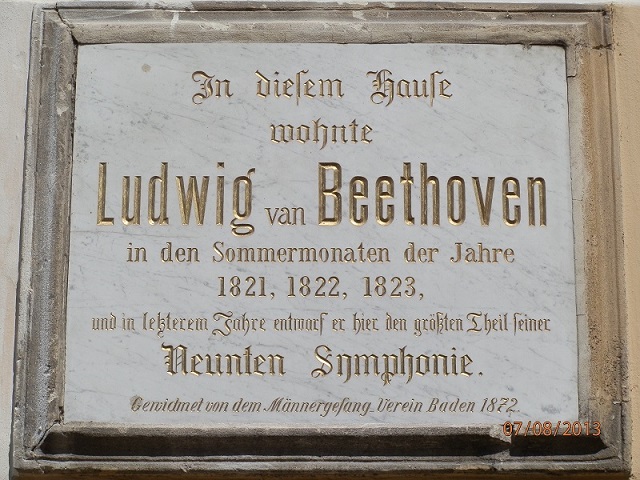 In dieſem Hauſe
wohnte
Ludwig van Beethoven
in den Sommermonaten der Jahre
1821, 1822, 1823,
und in letzterem Jahre entwarf er hier den größten Theil ſeiner
Neunten Symphonie.
Gewidmet von dem Männergeſang-Verein Baden 1872
07/08/2013